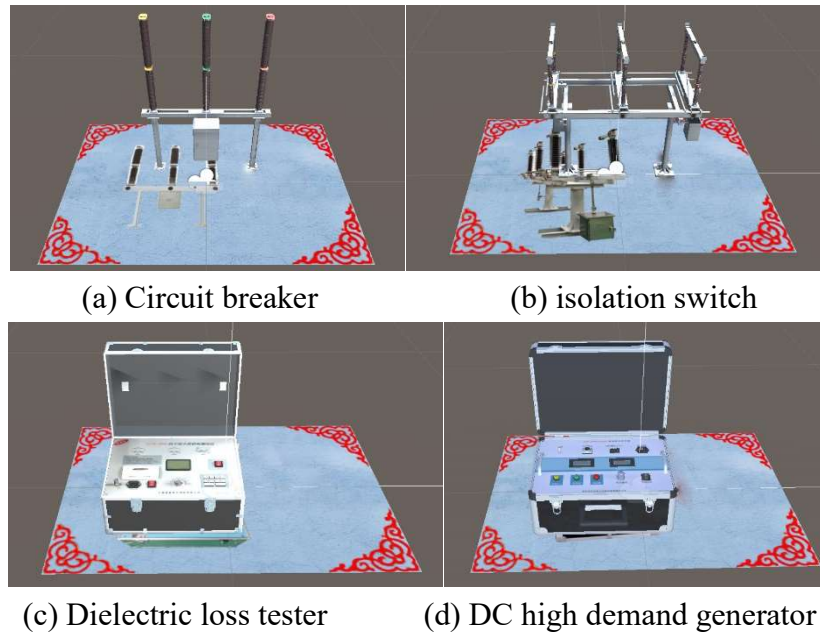 (a) Circuit breaker
(b) isolation switch
(c) Dielectric loss tester
(d) DC high demand generator